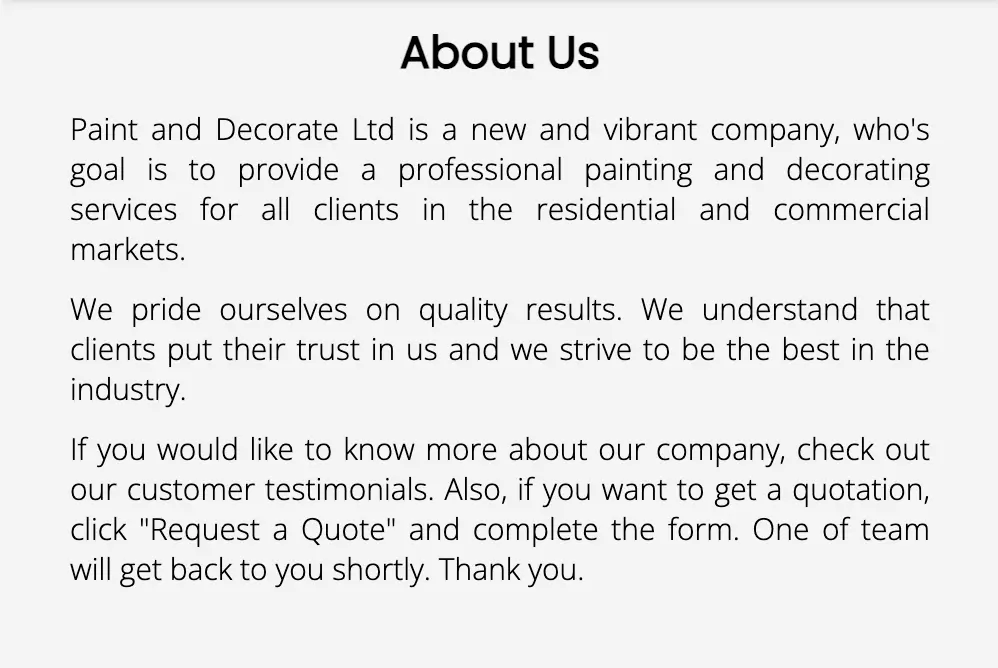 About Us
Paint and Decorate Ltd is a new and vibrant company, who's
goal is to provide a professional painting and decorating
services for all clients in the residential and commercial
markets.
We pride ourselves on quality results. We understand that
clients put their trust in us and we strive to be the best in the
industry.
If you would like to know more about our company, check out
our customer testimonials. Also, if you want to get a quotation,
click "Request a Quote" and complete the form. One of team
will get back to you shortly. Thank you.